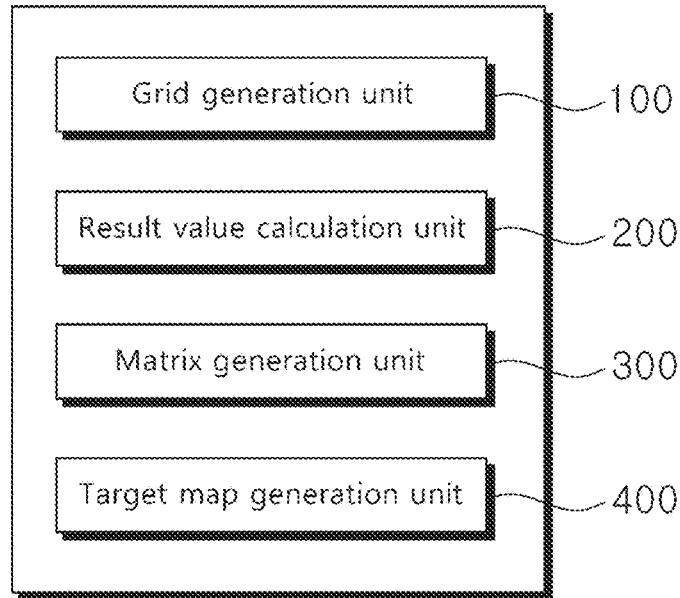 Grid generation unit
100
Result value calculation unit
200
Matrix generation unit
300
Target map generation unit
400